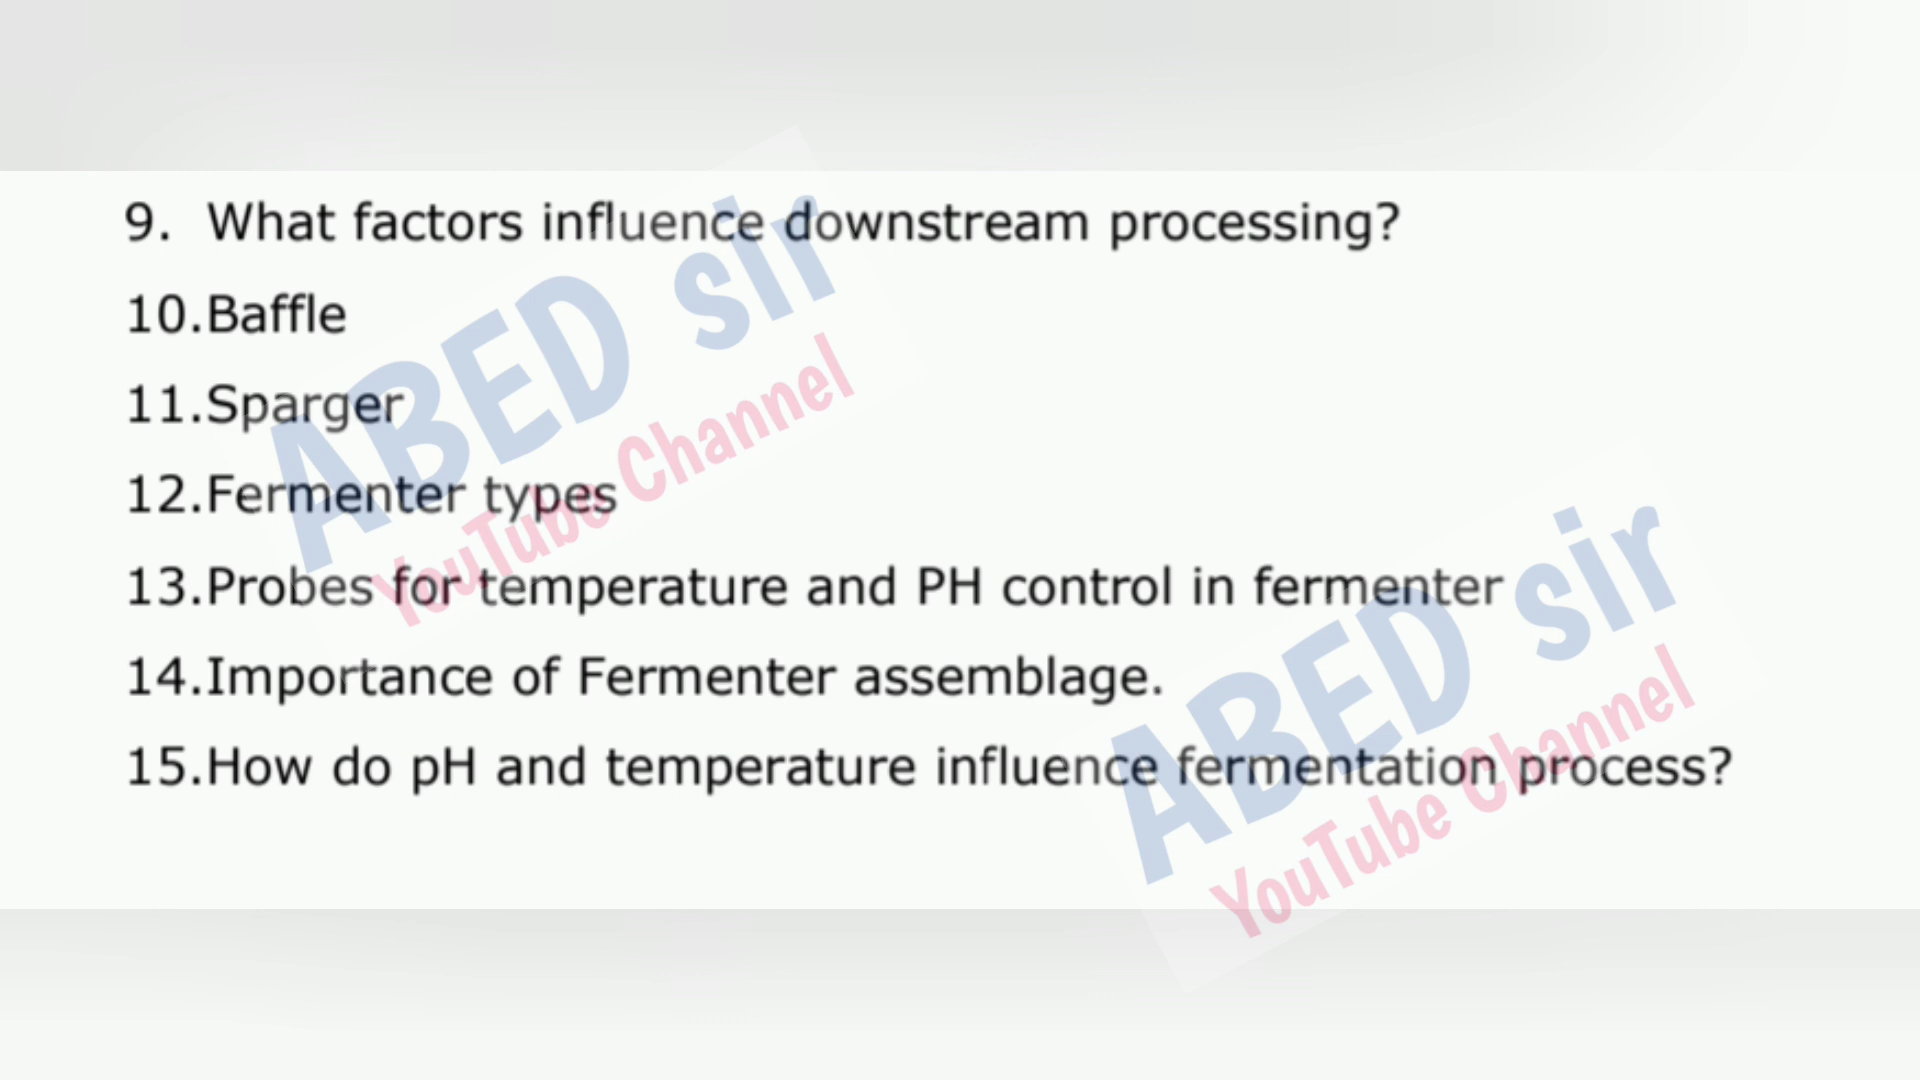 9. What factors influence downstream processing?
10.Baffle
11.Sparger
12.Fermenter types
13.Probes for temperature and PH control in fermenter
14.Importance of Fermenter assemblage.
15.How do pH and temperature influence fermentation process?
ABED sir
YouTube Channel
ABED sir
YouTube Channel